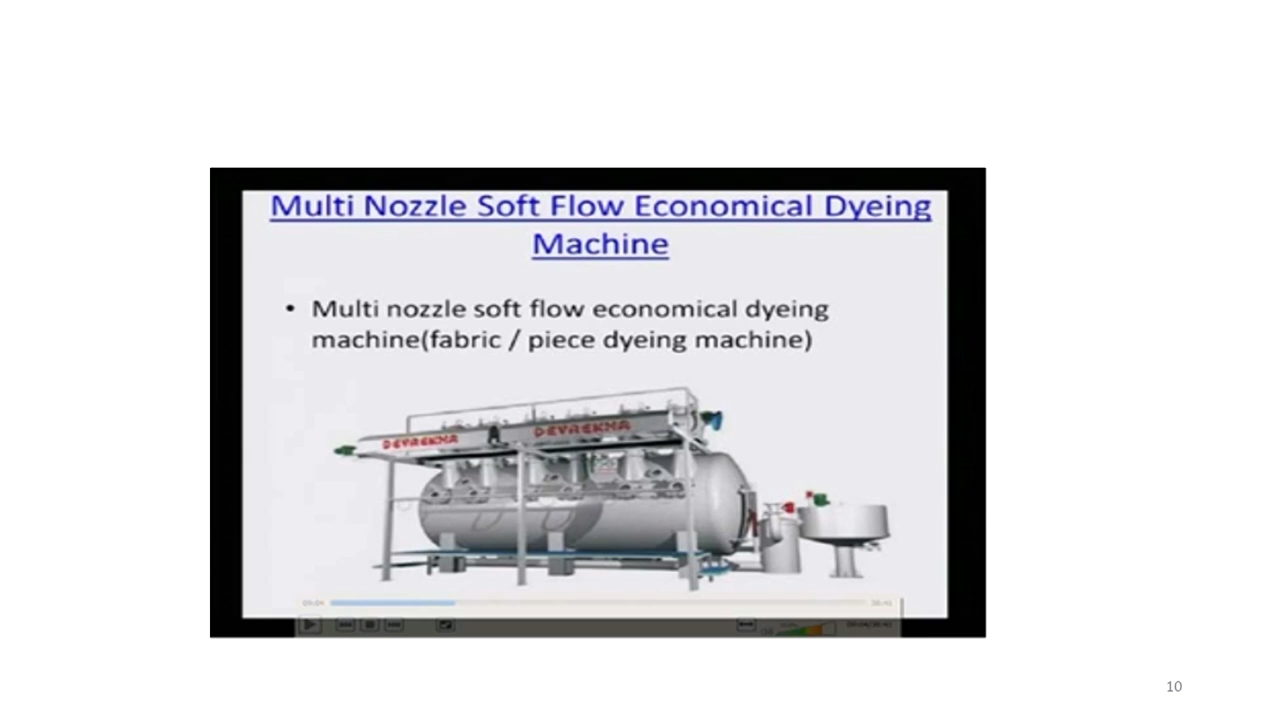 Multi Nozzle Soft Flow Economical Dyeing
Machine
• Multi nozzle soft flow economical dyeing
machine(fabric / piece dyeing machine)
DEVREKHA
DEVREKHA
10